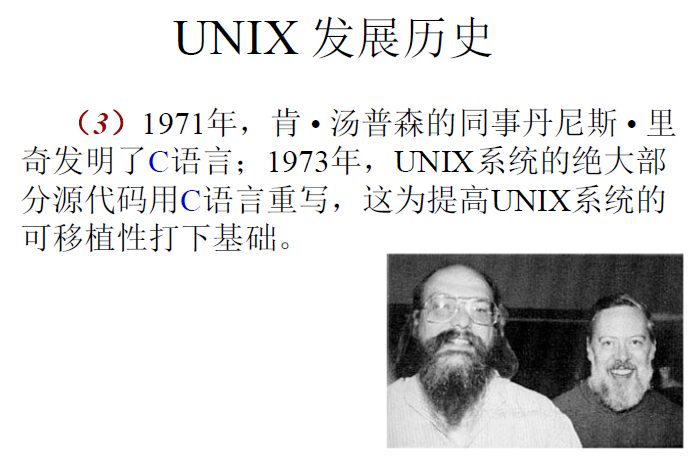 UNIX 发展历史
（3）1971年，肯•汤普森的同事丹尼斯•里
奇发明了C语言；1973年，UNIX系统的绝大部
分源代码用C语言重写，这为提高UNIX系统的
可移植性打下基础。